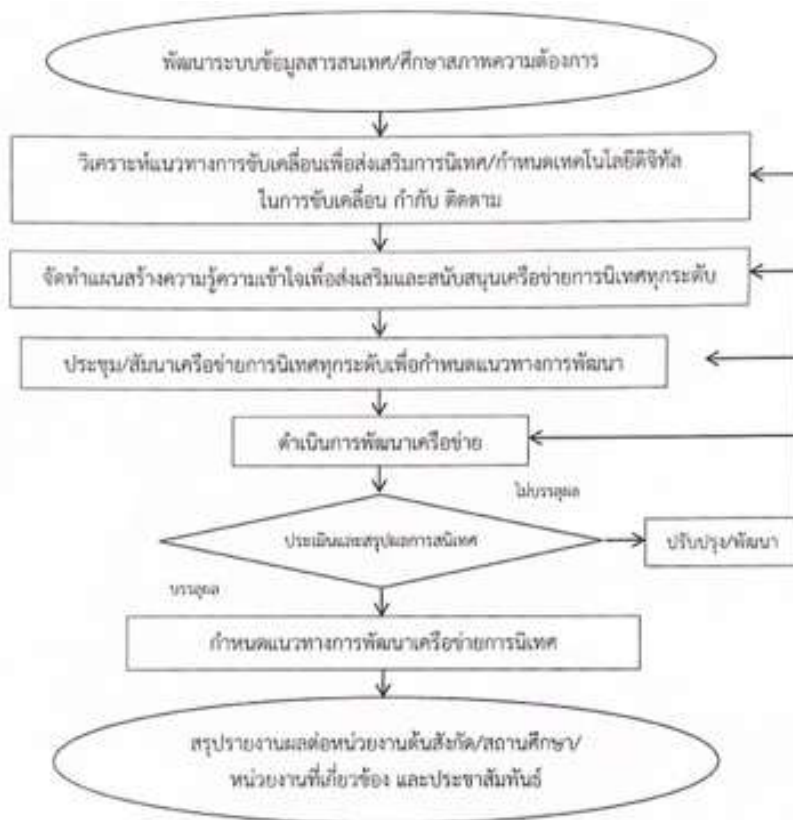 พัฒนาระบบข้อมูลสารสนเทศ/ศึกษาสภาพความต้องการ
วิเคราะห์แนวทางการขับเคลื่อนเพื่อส่งเสริมการนิเทศ/กำหนดเทคโนโลยีดิจิทัล
ในการขับเคลื่อน กำกับ ติดตาม
จัดทำแผนสร้างความรู้ความเข้าใจเพื่อส่งเสริมและสนับสนุนเครือข่ายการนิเทศทุกระดับ
ประชุม/สัมนาเครือข่ายการนิเทศทุกระดับเพื่อกำหนดแนวทางการพัฒนา
ดำเนินการพัฒนาเครือข่าย
ไม่บรรลุผล
ประเมินและสรุปผลการสนิเทศ
ปรับปรุง/พัฒนา
บรรลุผล
กำหนดแนวทางการพัฒนาเครือข่ายการนิเทศ
สรุปรายงานผลต่อหน่วยงานต้นสังกัด/สถานศึกษา/
หน่วยงานที่เกี่ยวข้อง และประชาสัมพันธ์